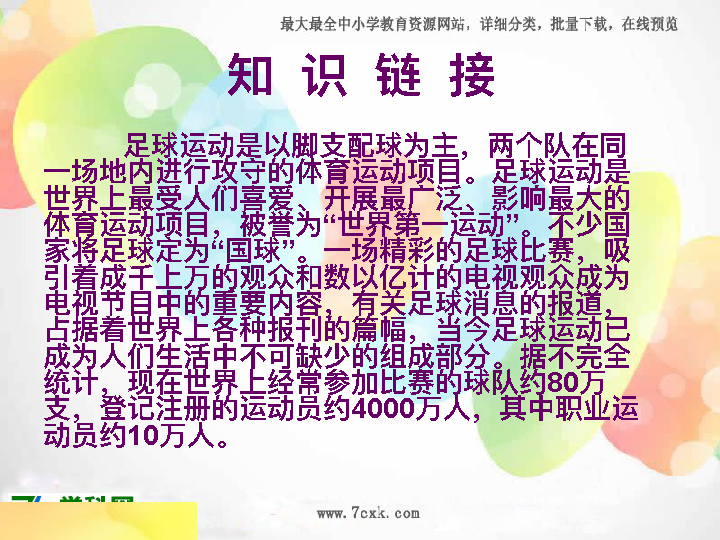 最大最全中小学教育资源网站，详细分类，批量下载，在线预览
知 识 链 接
足球运动是以脚支配球为主，两个队在同
一场地内进行攻守的体育运动项目。足球运动是
世界上最受人们喜爱、开展最广泛、影响最大的
体育运动项目，被誉为“世界第一运动”。不少国
家将足球定为“国球”。一场精彩的足球比赛，吸
引着成千上万的观众和数以亿计的电视观众成为
电视节目中的重要内容，有关足球消息的报道，
占据着世界上各种报刊的篇幅，当今足球运动已
成为人们生活中不可缺少的组成部分。据不完全
统计，现在世界上经常参加比赛的球队约80万
支，登记注册的运动员约4000万人，其中职业运
动员约10万人。
www.7cxk.com